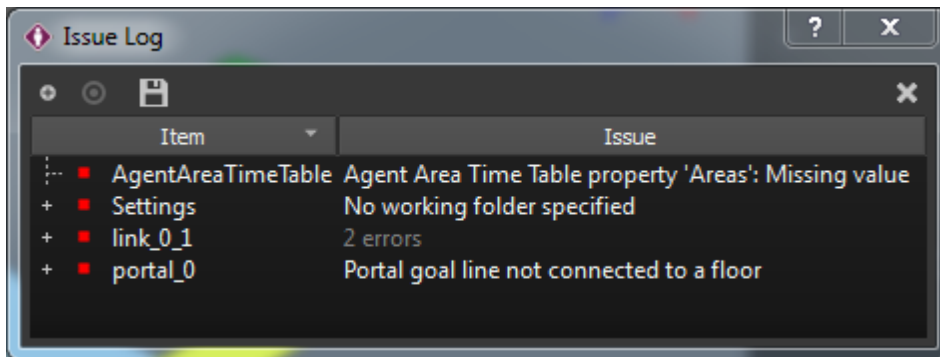 Issue Log
?
x
Item Issue
AgentAreaTimeTable Agent Area Time Table property 'Areas': Missing value
Settings No working folder specified
link_0_1 2 errors
portal_0 Portal goal line not connected to a floor